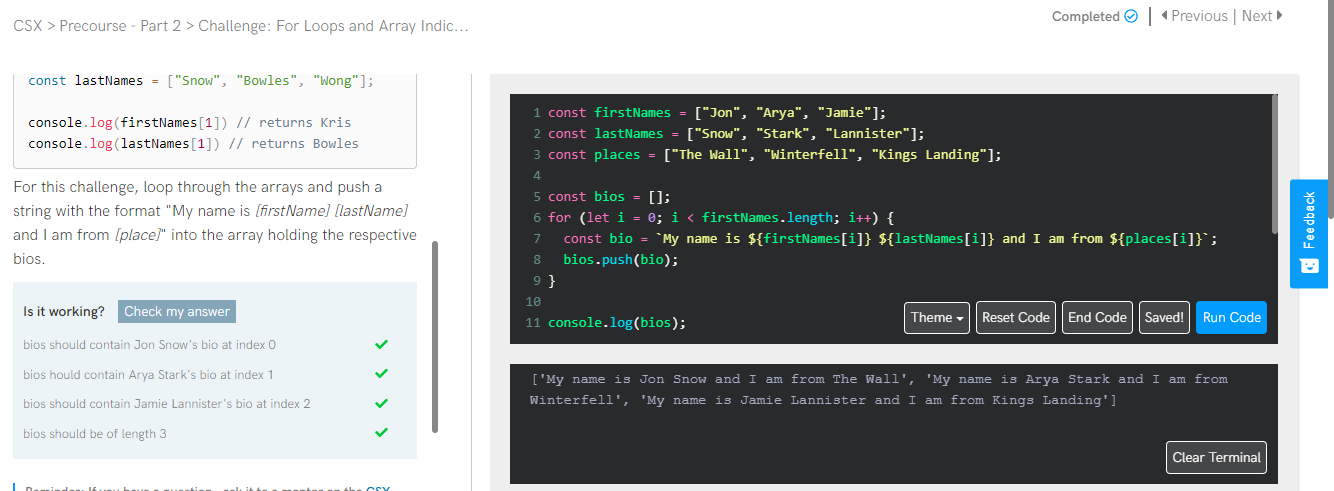 CSX > Precourse - Part 2 > Challenge: For Loops and Array Indic...
Completed
Previous | Next
const lastNames = ["Snow", "Bowles", "Wong"];
console.log(firstNames[1]) // returns Kris
console.log(lastNames[1]) // returns Bowles
For this challenge, loop through the arrays and push a
string with the format "My name is [firstName] [lastName]
and I am from [place]" into the array holding the respective
bios.
Is it working? Check my answer
bios should contain Jon Snow's bio at index 0
bios hould contain Arya Stark's bio at index 1
bios should contain Jamie Lannister's bio at index 2
bios should be of length 3
Reminder: If you have a question, ask it to a mentor on the CSX
1 const firstNames = ["Jon", "Arya", "Jamie"];
2 const lastNames = ["Snow", "Stark", "Lannister"];
3 const places = ["The Wall", "Winterfell", "Kings Landing"];
4
5 const bios = [];
6 for (let i = 0; i < firstNames.length; i++) {
7 const bio = `My name is ${firstNames[i]} ${lastNames[i]} and I am from ${places[i]}`;
8 bios.push(bio);
9 }
10
11 console.log(bios);
Theme Reset Code End Code Saved! Run Code
['My name is Jon Snow and I am from The Wall', 'My name is Arya Stark and I am from
Winterfell', 'My name is Jamie Lannister and I am from Kings Landing']
Clear Terminal
Feedback